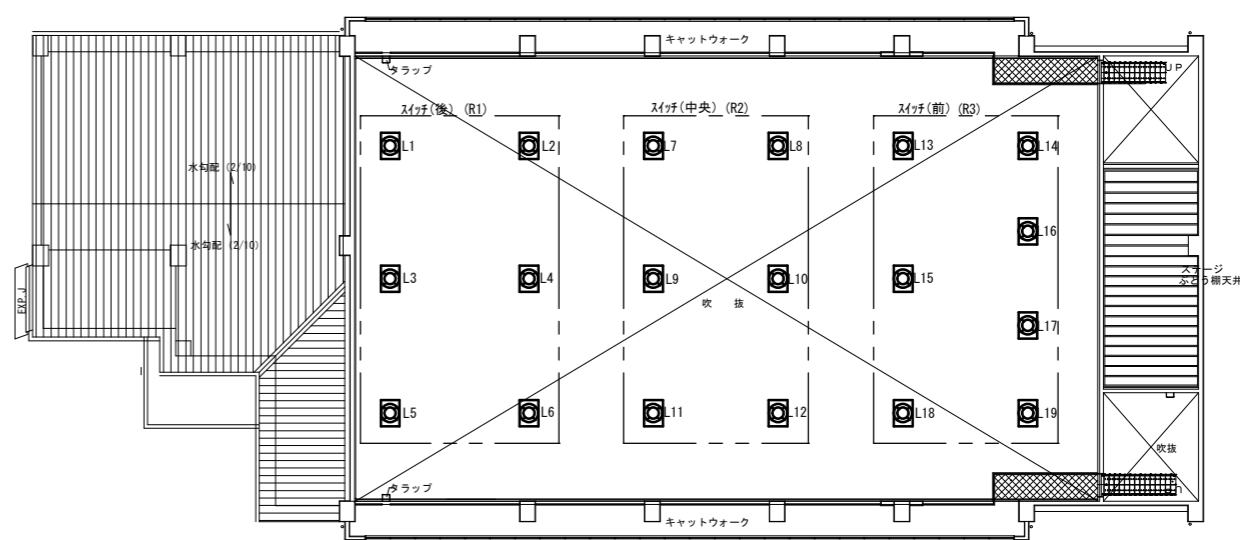 キャットウォーク
タラップ
UP
スイッチ(後) (R1)
スイッチ(中央) (R2)
スイッチ(前) (R3)
L1
L2
L7
L8
L13
L14
水勾配 (2/10)
L16
水勾配 (2/10)
L3
L4
L9
L10
L15
ステージ
ぶどう棚天井
EXP.J
吹 抜
L17
L5
L6
L11
L12
L18
L19
吹抜
タラップ
キャットウォーク